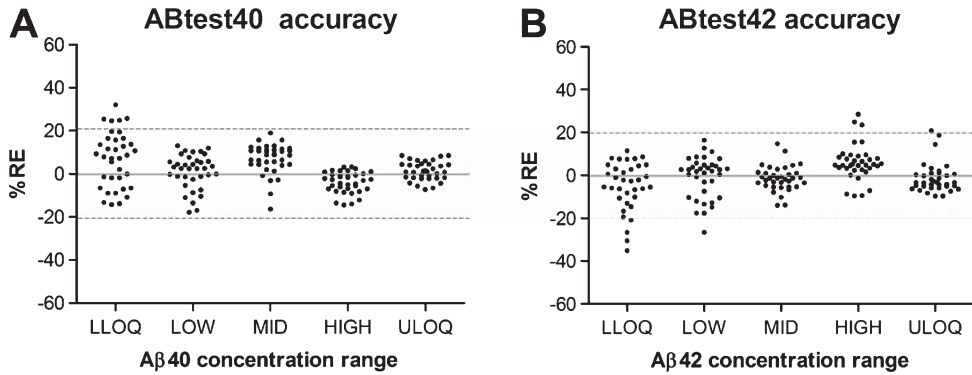 A
ABtest40 accuracy
%RE
60
40
20
0
-20
-40
-60
LLOQ LOW MID HIGH ULOQ
Aβ40 concentration range
B
ABtest42 accuracy
%RE
60
40
20
0
-20
-40
-60
LLOQ LOW MID HIGH ULOQ
Aβ42 concentration range